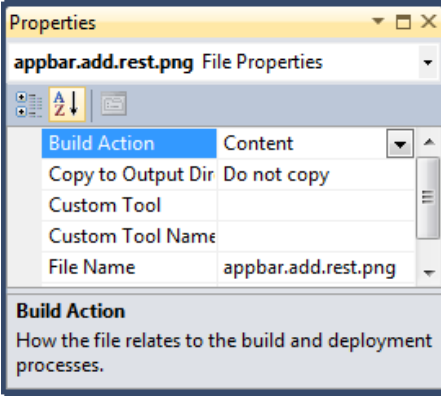 Properties
appbar.add.rest.png File Properties
Build Action Content
Copy to Output Dir Do not copy
Custom Tool
Custom Tool Name
File Name appbar.add.rest.png
Build Action
How the file relates to the build and deployment
processes.